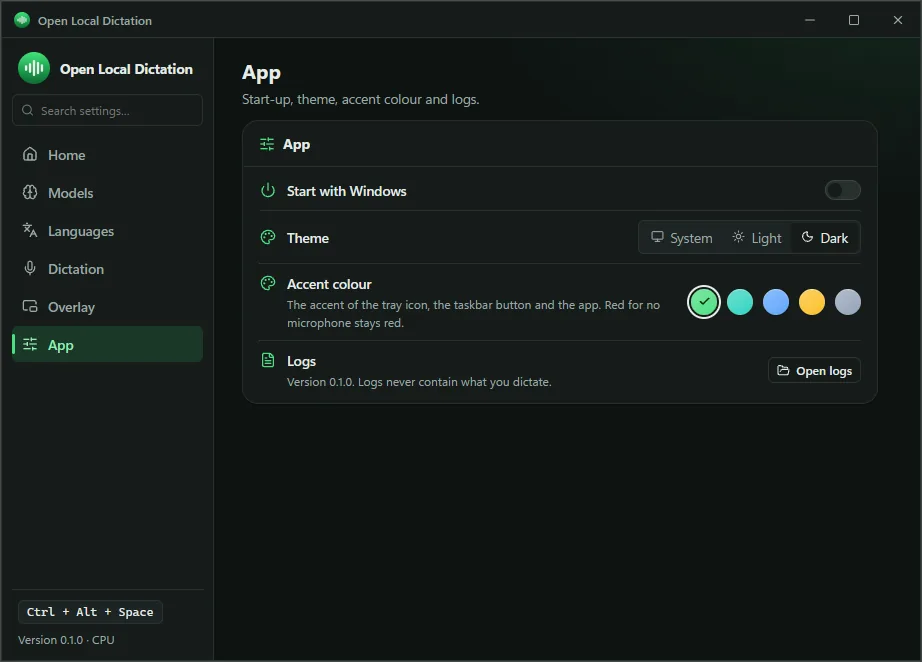 Open Local Dictation
Open Local Dictation
Search settings...
Home
Models
Languages
Dictation
Overlay
App
Ctrl + Alt + Space
Version 0.1.0 · CPU
App
Start-up, theme, accent colour and logs.
App
Start with Windows
Theme
System Light Dark
Accent colour
The accent of the tray icon, the taskbar button and the app. Red for no
microphone stays red.
Logs
Version 0.1.0. Logs never contain what you dictate.
Open logs